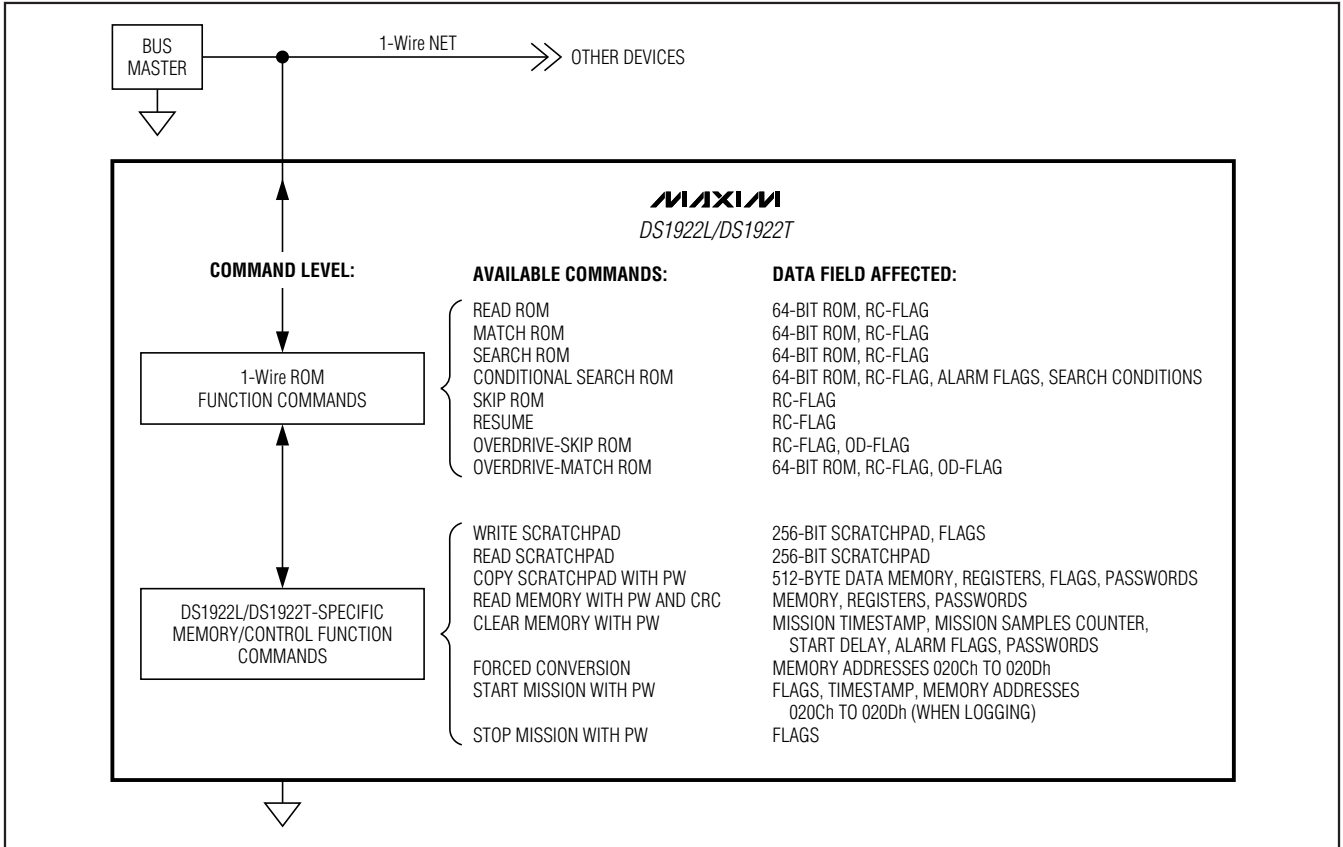 BUS
MASTER
1-Wire NET
OTHER DEVICES
MAXIM
DS1922L/DS1922T
COMMAND LEVEL:
AVAILABLE COMMANDS:
DATA FIELD AFFECTED:
1-Wire ROM
FUNCTION COMMANDS
READ ROM 64-BIT ROM, RC-FLAG
MATCH ROM 64-BIT ROM, RC-FLAG
SEARCH ROM 64-BIT ROM, RC-FLAG
CONDITIONAL SEARCH ROM 64-BIT ROM, RC-FLAG, ALARM FLAGS, SEARCH CONDITIONS
SKIP ROM RC-FLAG
RESUME RC-FLAG
OVERDRIVE-SKIP ROM RC-FLAG, OD-FLAG
OVERDRIVE-MATCH ROM 64-BIT ROM, RC-FLAG, OD-FLAG
DS1922L/DS1922T-SPECIFIC
MEMORY/CONTROL FUNCTION
COMMANDS
WRITE SCRATCHPAD 256-BIT SCRATCHPAD, FLAGS
READ SCRATCHPAD 256-BIT SCRATCHPAD
COPY SCRATCHPAD WITH PW 512-BYTE DATA MEMORY, REGISTERS, FLAGS, PASSWORDS
READ MEMORY WITH PW AND CRC MEMORY, REGISTERS, PASSWORDS
CLEAR MEMORY WITH PW MISSION TIMESTAMP, MISSION SAMPLES COUNTER,
START DELAY, ALARM FLAGS, PASSWORDS
FORCED CONVERSION MEMORY ADDRESSES 020Ch TO 020Dh
START MISSION WITH PW FLAGS, TIMESTAMP, MEMORY ADDRESSES
020Ch TO 020Dh (WHEN LOGGING)
STOP MISSION WITH PW FLAGS